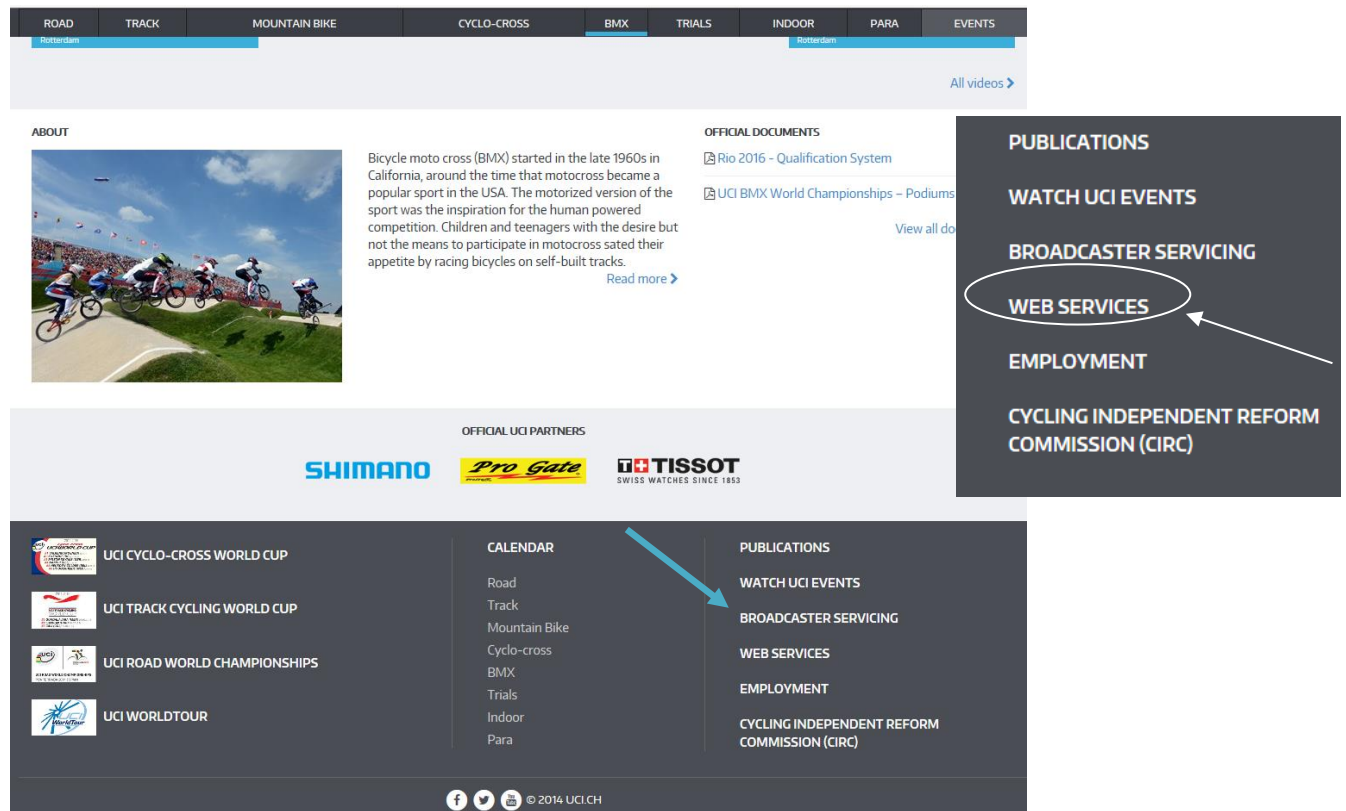 ROAD TRACK MOUNTAIN BIKE CYCLO-CROSS BMX TRIALS INDOOR PARA EVENTS
Rotterdam
Rotterdam
All videos
ABOUT
Bicycle moto cross (BMX) started in the late 1960s in
California, around the time that motocross became a
popular sport in the USA. The motorized version of the
sport was the inspiration for the human powered
competition. Children and teenagers with the desire but
not the means to participate in motocross sated their
appetite by racing bicycles on self-built tracks.
Read more
OFFICIAL DOCUMENTS
Rio 2016 - Qualification System
UCI BMX World Championships – Podiums
View all do
PUBLICATIONS
WATCH UCI EVENTS
BROADCASTER SERVICING
WEB SERVICES
EMPLOYMENT
CYCLING INDEPENDENT REFORM
COMMISSION (CIRC)
OFFICIAL UCI PARTNERS
SHIMANO
Pro Gate
TISSOT
SWISS WATCHES SINCE 1853
UCI CYCLO-CROSS WORLD CUP
UCI TRACK CYCLING WORLD CUP
UCI ROAD WORLD CHAMPIONSHIPS
UCI WorldTour
UCI WORLDTOUR
CALENDAR
Road
Track
Mountain Bike
Cyclo-cross
BMX
Trials
Indoor
Para
PUBLICATIONS
WATCH UCI EVENTS
BROADCASTER SERVICING
WEB SERVICES
EMPLOYMENT
CYCLING INDEPENDENT REFORM
COMMISSION (CIRC)
© 2014 UCI.CH